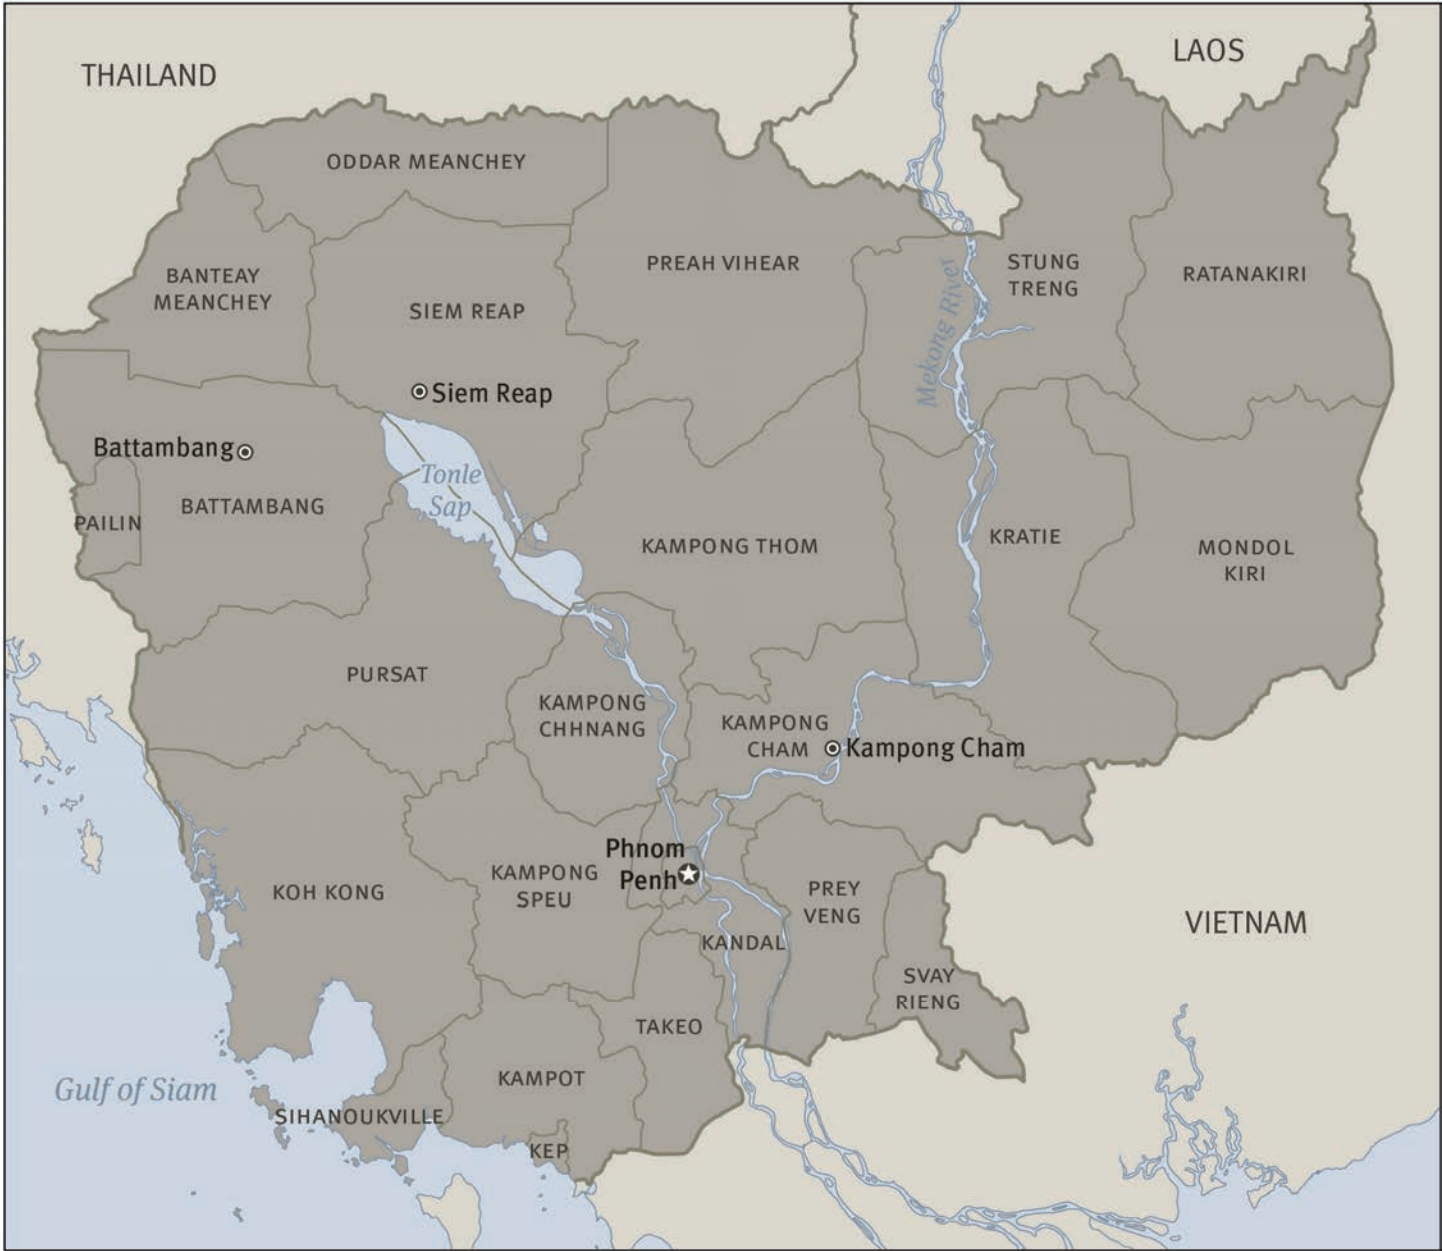 THAILAND
LAOS
ODDAR MEANCHEY
BANTEAY
MEANCHEY
SIEM REAP
PREAH VIHEAR
STUNG
TRENG
RATANAKIRI
Mekong River
Siem Reap
Battambang
Tonle
Sap
BATTAMBANG
PAILIN
KAMPONG THOM
KRATIE
MONDOL
KIRI
PURSAT
KAMPONG
CHHNANG
KAMPONG
CHAM
Kampong Cham
Phnom
Penh
KAMPONG
SPEU
KOH KONG
PREY
VENG
KANDAL
VIETNAM
SVAY
RIENG
TAKEO
KAMPOT
Gulf of Siam
SIHANOUKVILLE
KEP